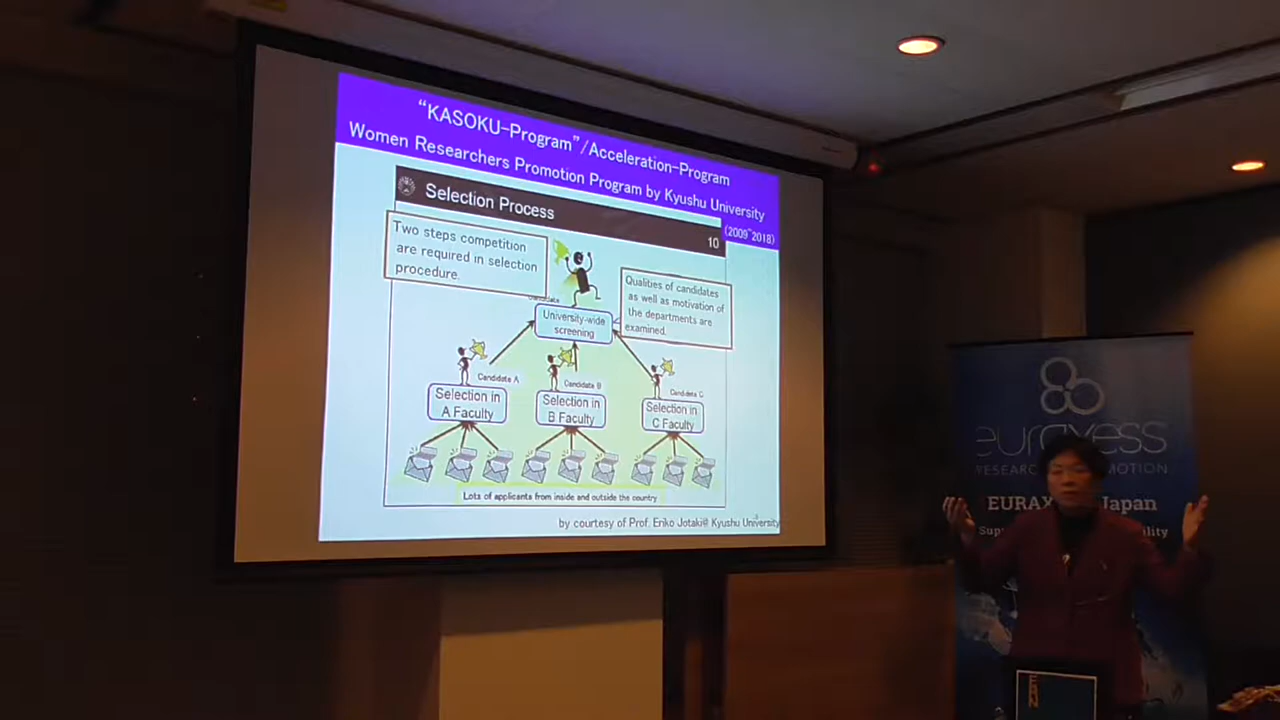 "KASOKU-Program"/Acceleration-Program
Women Researchers Promotion Program by Kyushu University
(2009~2018)
Selection Process
10
Two steps competition
are required in selection
procedure.
Qualities of candidates
as well as motivation of
the departments are
examined.
Candidate
University-wide
screening
Candidate A
Candidate B
Candidate C
Selection in
A Faculty
Selection in
B Faculty
Selection in
C Faculty
Lots of applicants from inside and outside the country
by courtesy of Prof. Eriko Jotaki@ Kyushu University
euraxess
EURAX Japan